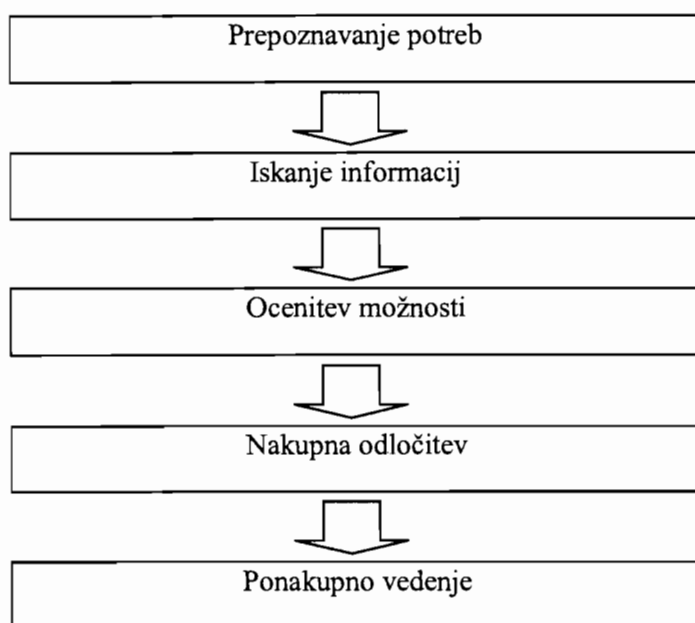 Prepoznavanje potreb
Iskanje informacij
Ocenitev možnosti
Nakupna odločitev
Ponakupno vedenje